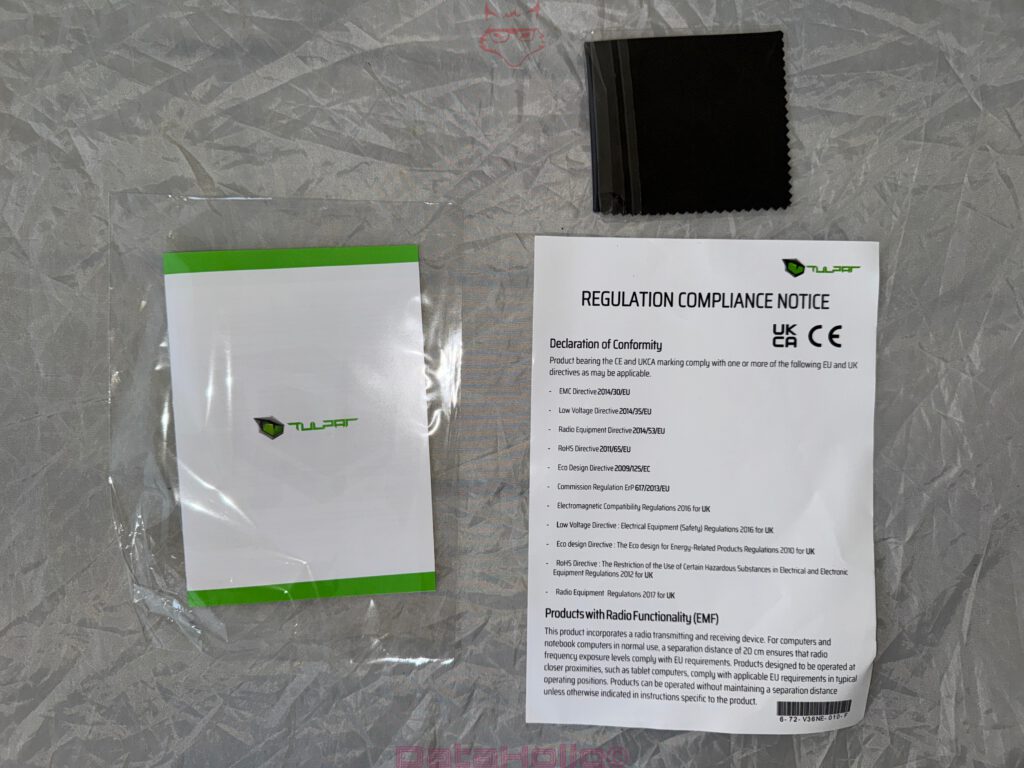 TULPAR
TULPAR
REGULATION COMPLIANCE NOTICE
UK
CA CE
Declaration of Conformity
Product bearing the CE and UKCA marking comply with one or more of the following EU and UK
directives as may be applicable.
- EMC Directive 2014/30/EU
- Low Voltage Directive 2014/35/EU
- Radio Equipment Directive 2014/53/EU
- RoHS Directive 2011/65/EU
- Eco Design Directive 2009/125/EC
- Commission Regulation ErP 617/2013/EU
- Electromagnetic Compatibility Regulations 2016 for UK
- Low Voltage Directive : Electrical Equipment (Safety) Regulations 2016 for UK
- Eco design Directive : The Eco design for Energy-Related Products Regulations 2010 for UK
- RoHS Directive : The Restriction of the Use of Certain Hazardous Substances in Electrical and Electronic
Equipment Regulations 2012 for UK
- Radio Equipment Regulations 2017 for UK
Products with Radio Functionality (EMF)
This product incorporates a radio transmitting and receiving device. For computers and
notebook computers in normal use, a separation distance of 20 cm ensures that radio
frequency exposure levels comply with EU requirements. Products designed to be operated at
closer proximities, such as tablet computers, comply with applicable EU requirements in typical
operating positions. Products can be operated without maintaining a separation distance
unless otherwise indicated in instructions specific to the product.
6-72-V36NE-010-F